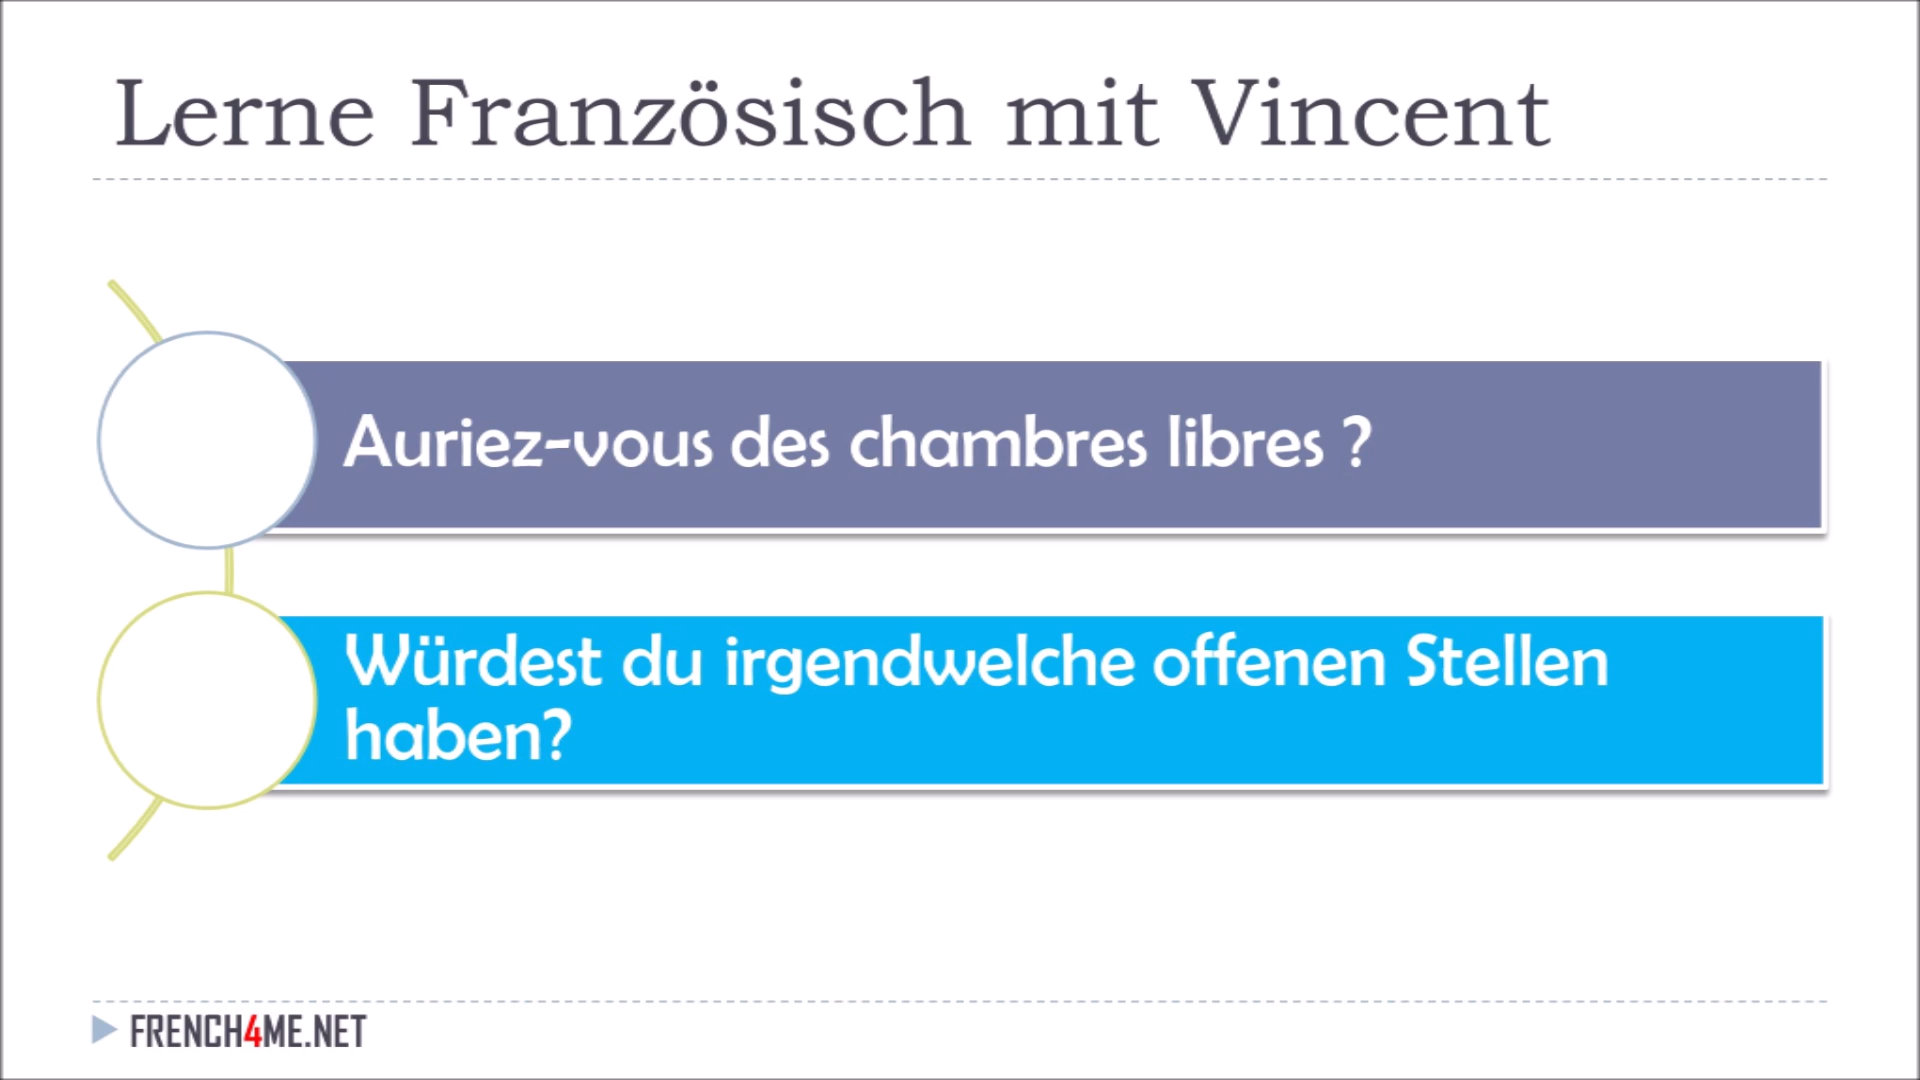 Lerne Französisch mit Vincent
Auriez-vous des chambres libres ?
Würdest du irgendwelche offenen Stellen
haben?
FRENCH4ME.NET